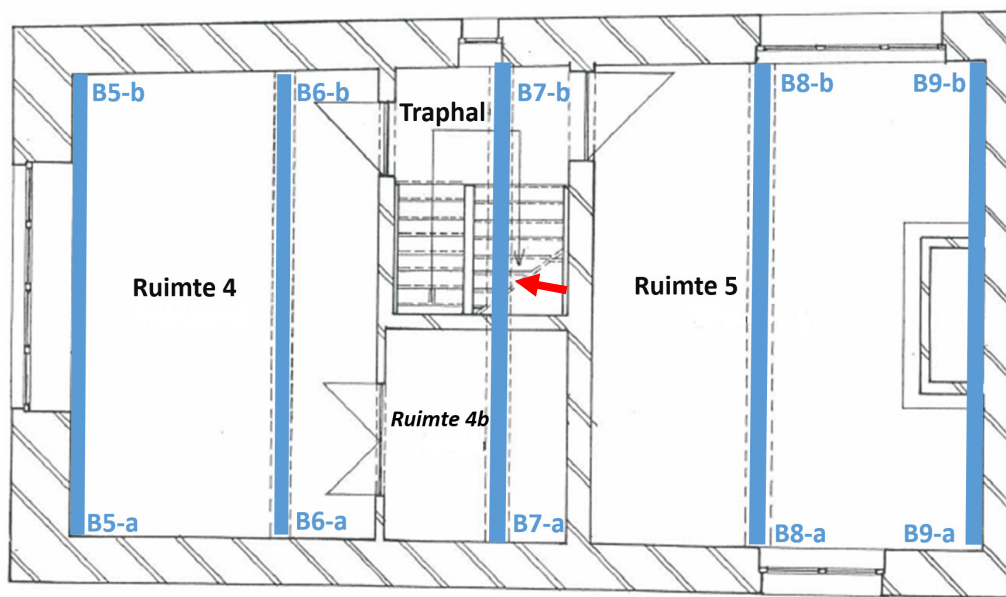 B5-b
B6-b
B7-b
B8-b
B9-b
Traphal
Ruimte 4
Ruimte 5
Ruimte 4b
B5-a
B6-a
B7-a
B8-a
B9-a